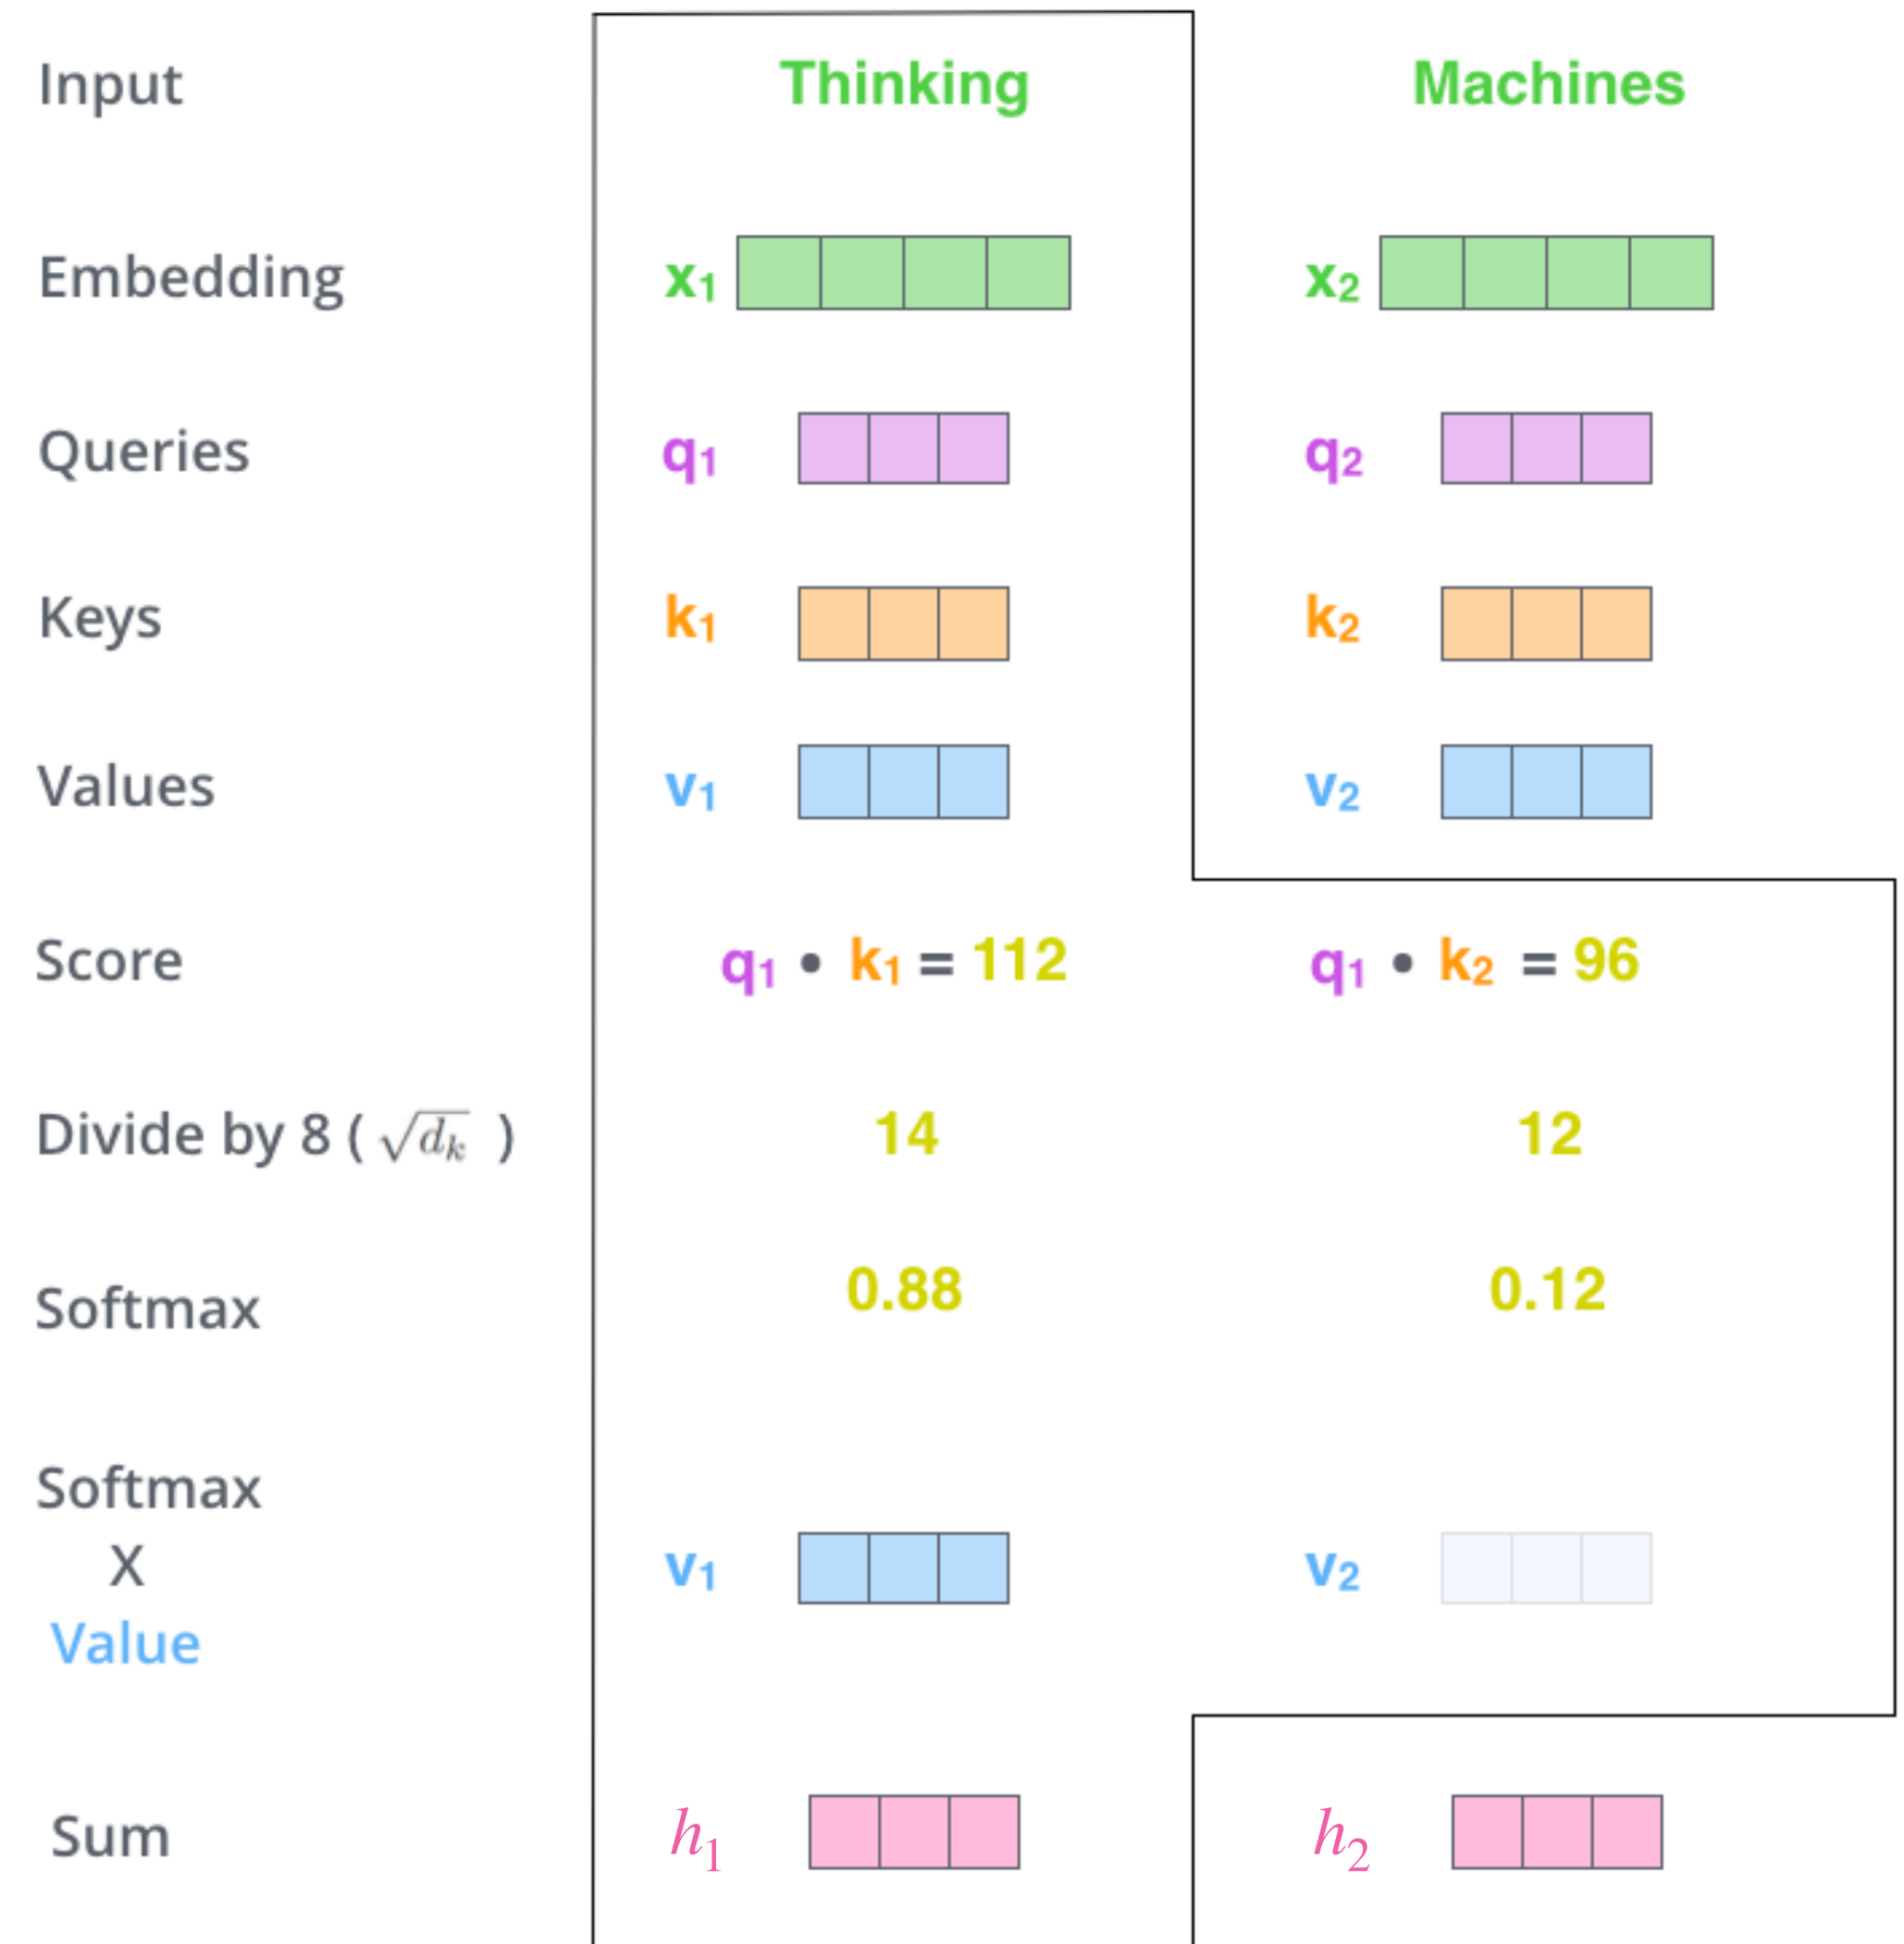 Input Thinking Machines
Embedding x₁ x₂
Queries q₁ q₂
Keys k₁ k₂
Values v₁ v₂
Score q₁ • k₁ = 112 q₁ • k₂ = 96
Divide by 8 ( √dₖ ) 14 12
Softmax 0.88 0.12
Softmax
X
Value v₁ v₂
Sum h₁ h₂